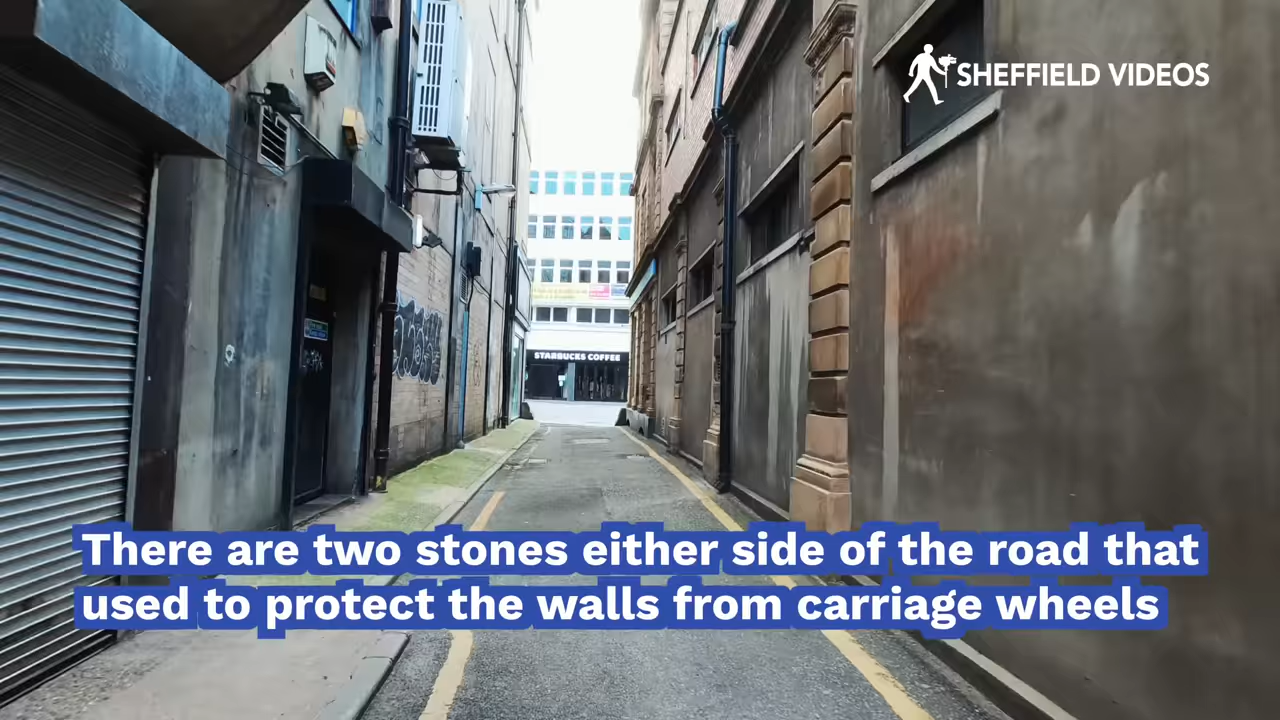 SHEFFIELD VIDEOS
STARBUCKS COFFEE
There are two stones either side of the road that
used to protect the walls from carriage wheels